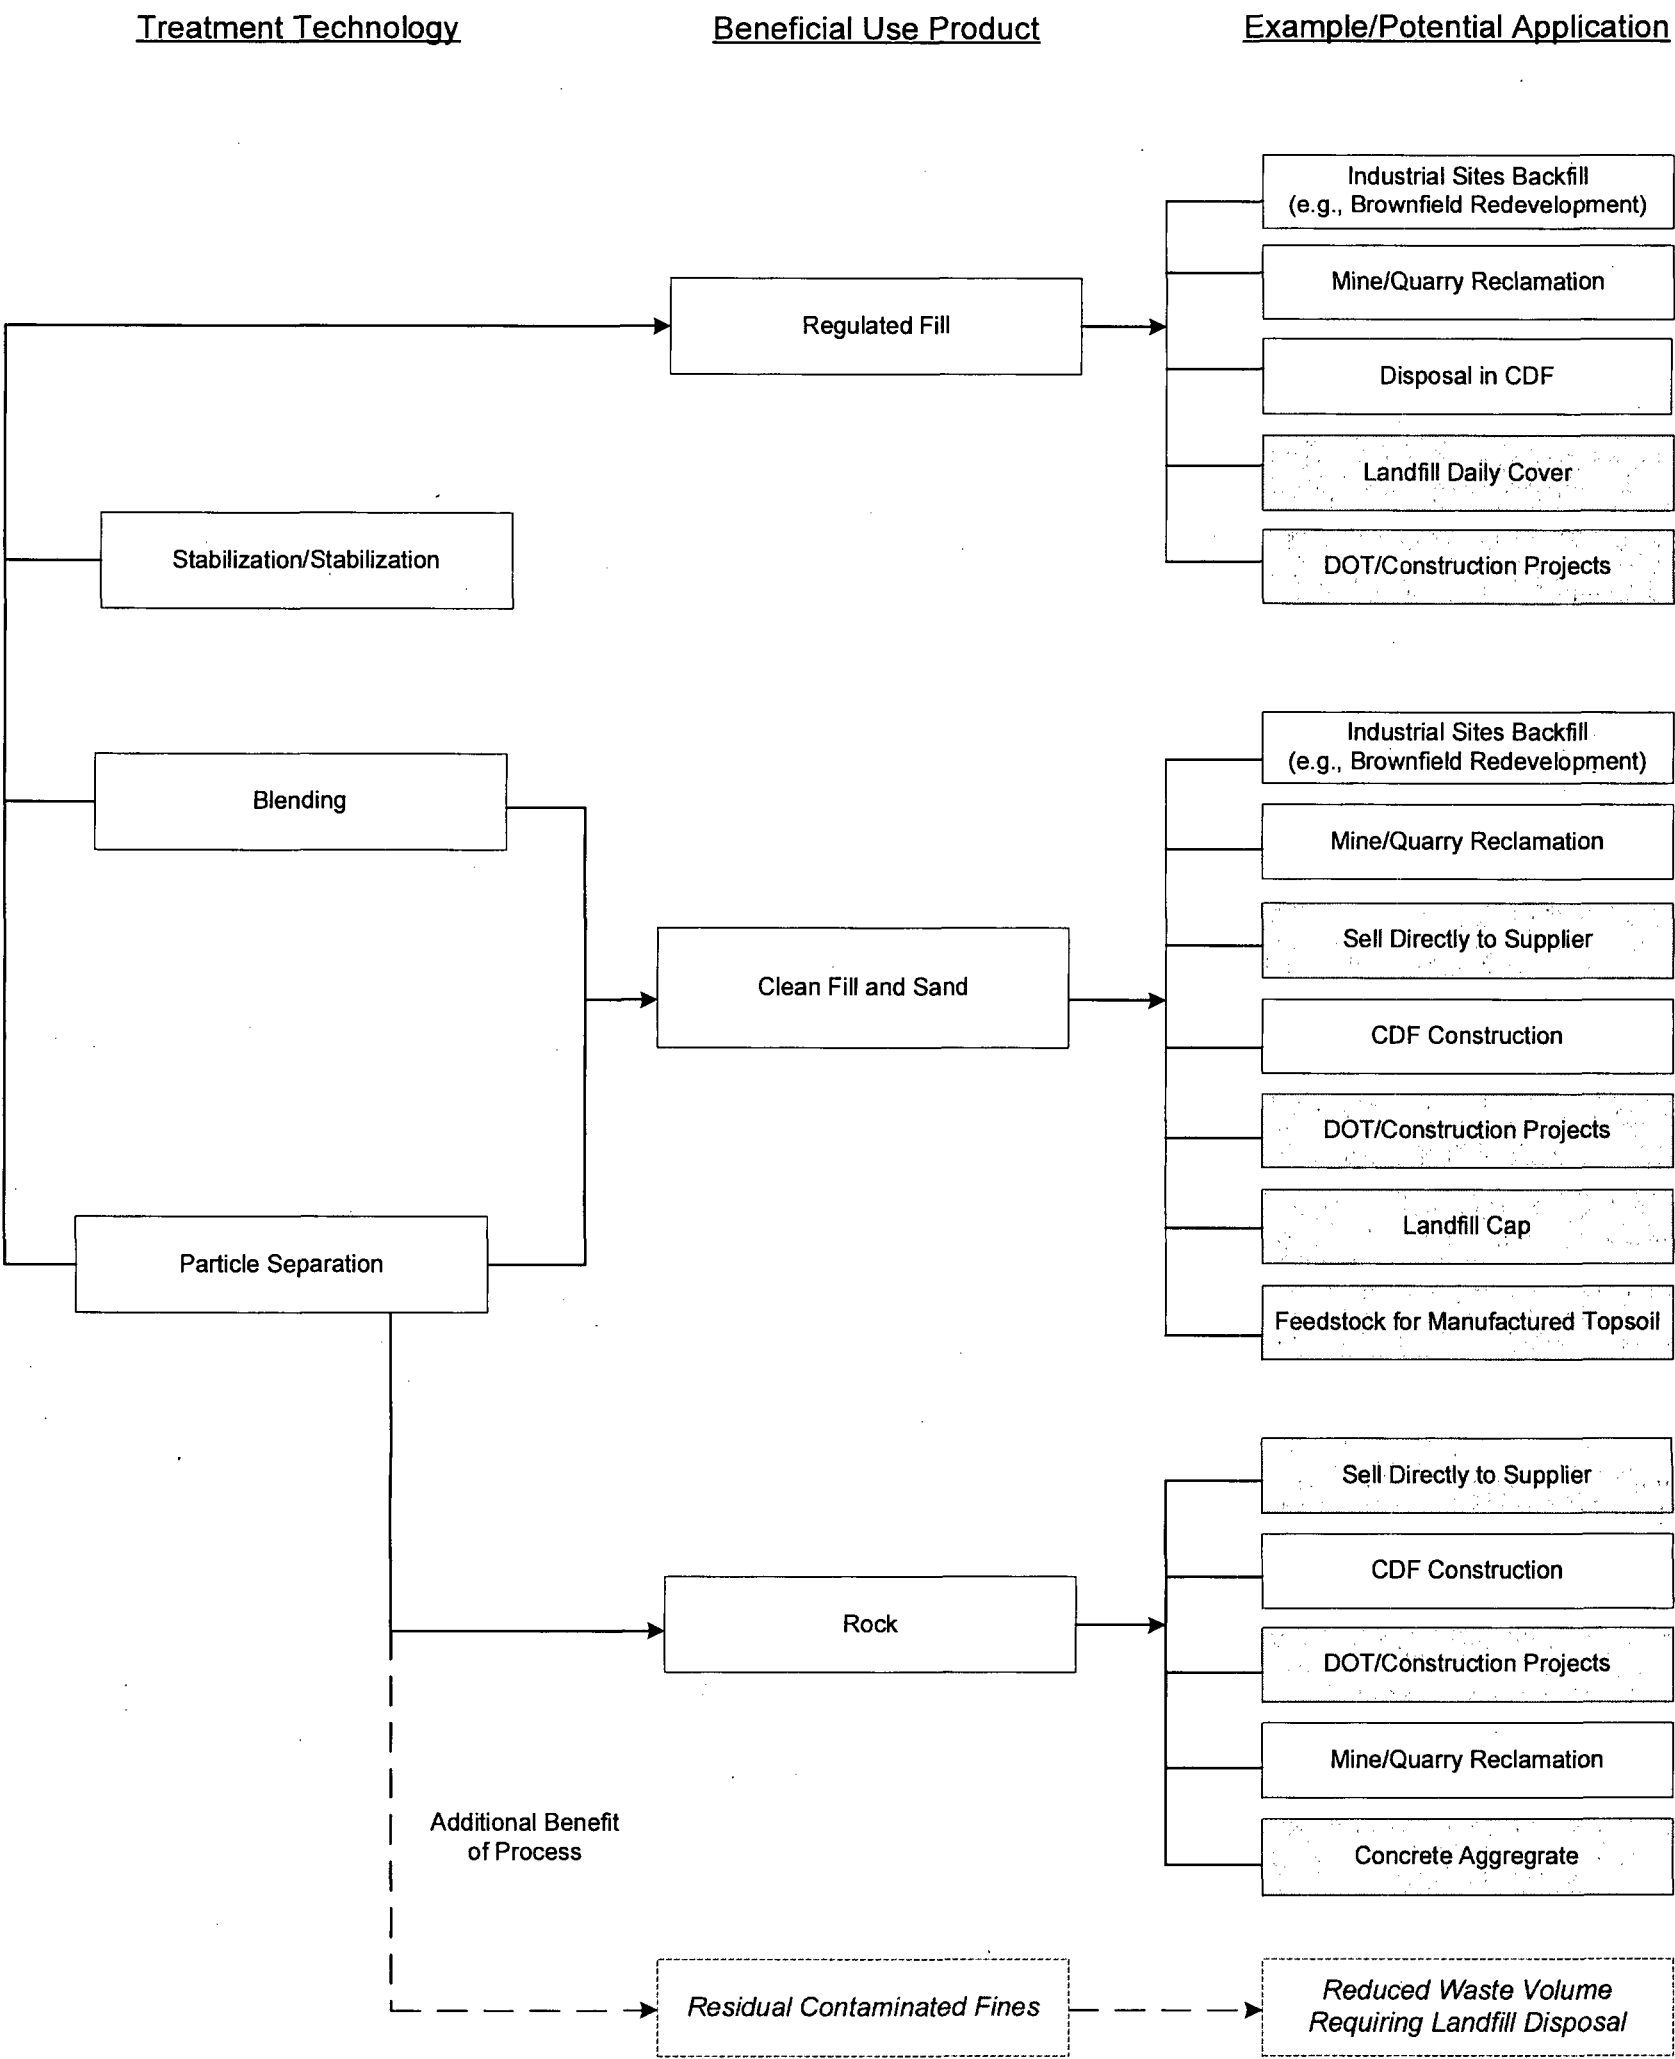 Treatment Technology
Beneficial Use Product
Example/Potential Application
Industrial Sites Backfill
(e.g., Brownfield Redevelopment)
Mine/Quarry Reclamation
Regulated Fill
Disposal in CDF
Landfill Daily Cover
Stabilization/Stabilization
DOT/Construction Projects
Industrial Sites Backfill
(e.g., Brownfield Redevelopment)
Blending
Mine/Quarry Reclamation
Sell Directly to Supplier
Clean Fill and Sand
CDF Construction
DOT/Construction Projects
Landfill Cap
Particle Separation
Feedstock for Manufactured Topsoil
Sell Directly to Supplier
CDF Construction
Rock
DOT/Construction Projects
Mine/Quarry Reclamation
Additional Benefit
of Process
Concrete Aggregrate
Residual Contaminated Fines
Reduced Waste Volume
Requiring Landfill Disposal